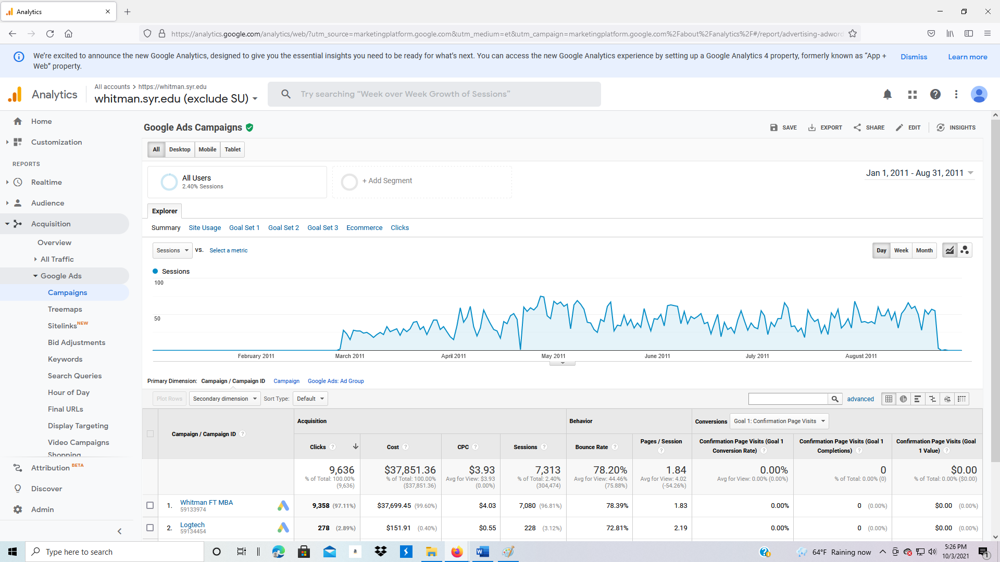 Analytics
https://analytics.google.com/analytics/web/?utm_source=marketingplatform.google.com&utm_medium=et&utm_campaign=marketingplatform.google.com%2Fabout%2Fanalytics%2F#/report/advertising-adword
We're excited to announce the new Google Analytics, designed to give you the essential insights you need to be ready for what's next. You can access the new Google Analytics experience by setting up a Google Analytics 4 property, formerly known as “App +
Web” property.
Dismiss
Learn more
Analytics
All accounts > https://whitman.syr.edu
whitman.syr.edu (exclude SU)
Try searching “Week over Week Growth of Sessions”
Home
Customization
REPORTS
Realtime
Audience
Acquisition
Overview
All Traffic
Google Ads
Campaigns
Treemaps
Sitelinks NEW
Bid Adjustments
Keywords
Search Queries
Hour of Day
Final URLs
Display Targeting
Video Campaigns
Shopping
Attribution BETA
Discover
Admin
Google Ads Campaigns
SAVE EXPORT SHARE EDIT INSIGHTS
All Desktop Mobile Tablet
All Users
2.40% Sessions
+ Add Segment
Jan 1, 2011 - Aug 31, 2011
Explorer
Summary Site Usage Goal Set 1 Goal Set 2 Goal Set 3 Ecommerce Clicks
Sessions VS. Select a metric
Day Week Month
Sessions
100
50
February 2011 March 2011 April 2011 May 2011 June 2011 July 2011 August 2011
Primary Dimension: Campaign / Campaign ID Campaign Google Ads: Ad Group
Plot Rows Secondary dimension Sort Type: Default advanced
Campaign / Campaign ID ?
Acquisition Behavior Conversions Goal 1: Confirmation Page Visits
Clicks ? Cost ? CPC ? Sessions ? Bounce Rate ? Pages / Session ?
Confirmation Page Visits (Goal 1 Conversion Rate) ?
Confirmation Page Visits (Goal 1 Completions) ?
Confirmation Page Visits (Goal 1 Value) ?
9,636 $37,851.36 $3.93 7,313 78.20% 1.84 0.00% 0 $0.00
% of Total: 100.00% % of Total: 100.00% Avg for View: $3.93 % of Total: 2.40% Avg for View: 44.46% Avg for View: 4.02 Avg for View: 0.00% (0.00%) % of Total: 0.00% (0) % of Total: 0.00% ($0.00)
(9,636) ($37,851.36) (0.00%) (304,474) (75.88%) (-54.26%)
1. Whitman FT MBA 9,358 (97.11%) $37,699.45 (99.60%) $4.03 7,080 (96.81%) 78.39% 1.83 0.00% 0 (0.00%) $0.00 (0.00%)
59133974
2. Logtech 278 (2.89%) $151.91 (0.40%) $0.55 228 (3.12%) 72.81% 2.19 0.00% 0 (0.00%) $0.00 (0.00%)
59134454
Type here to search
a
64°F Raining now
5:26 PM
10/3/2021
1